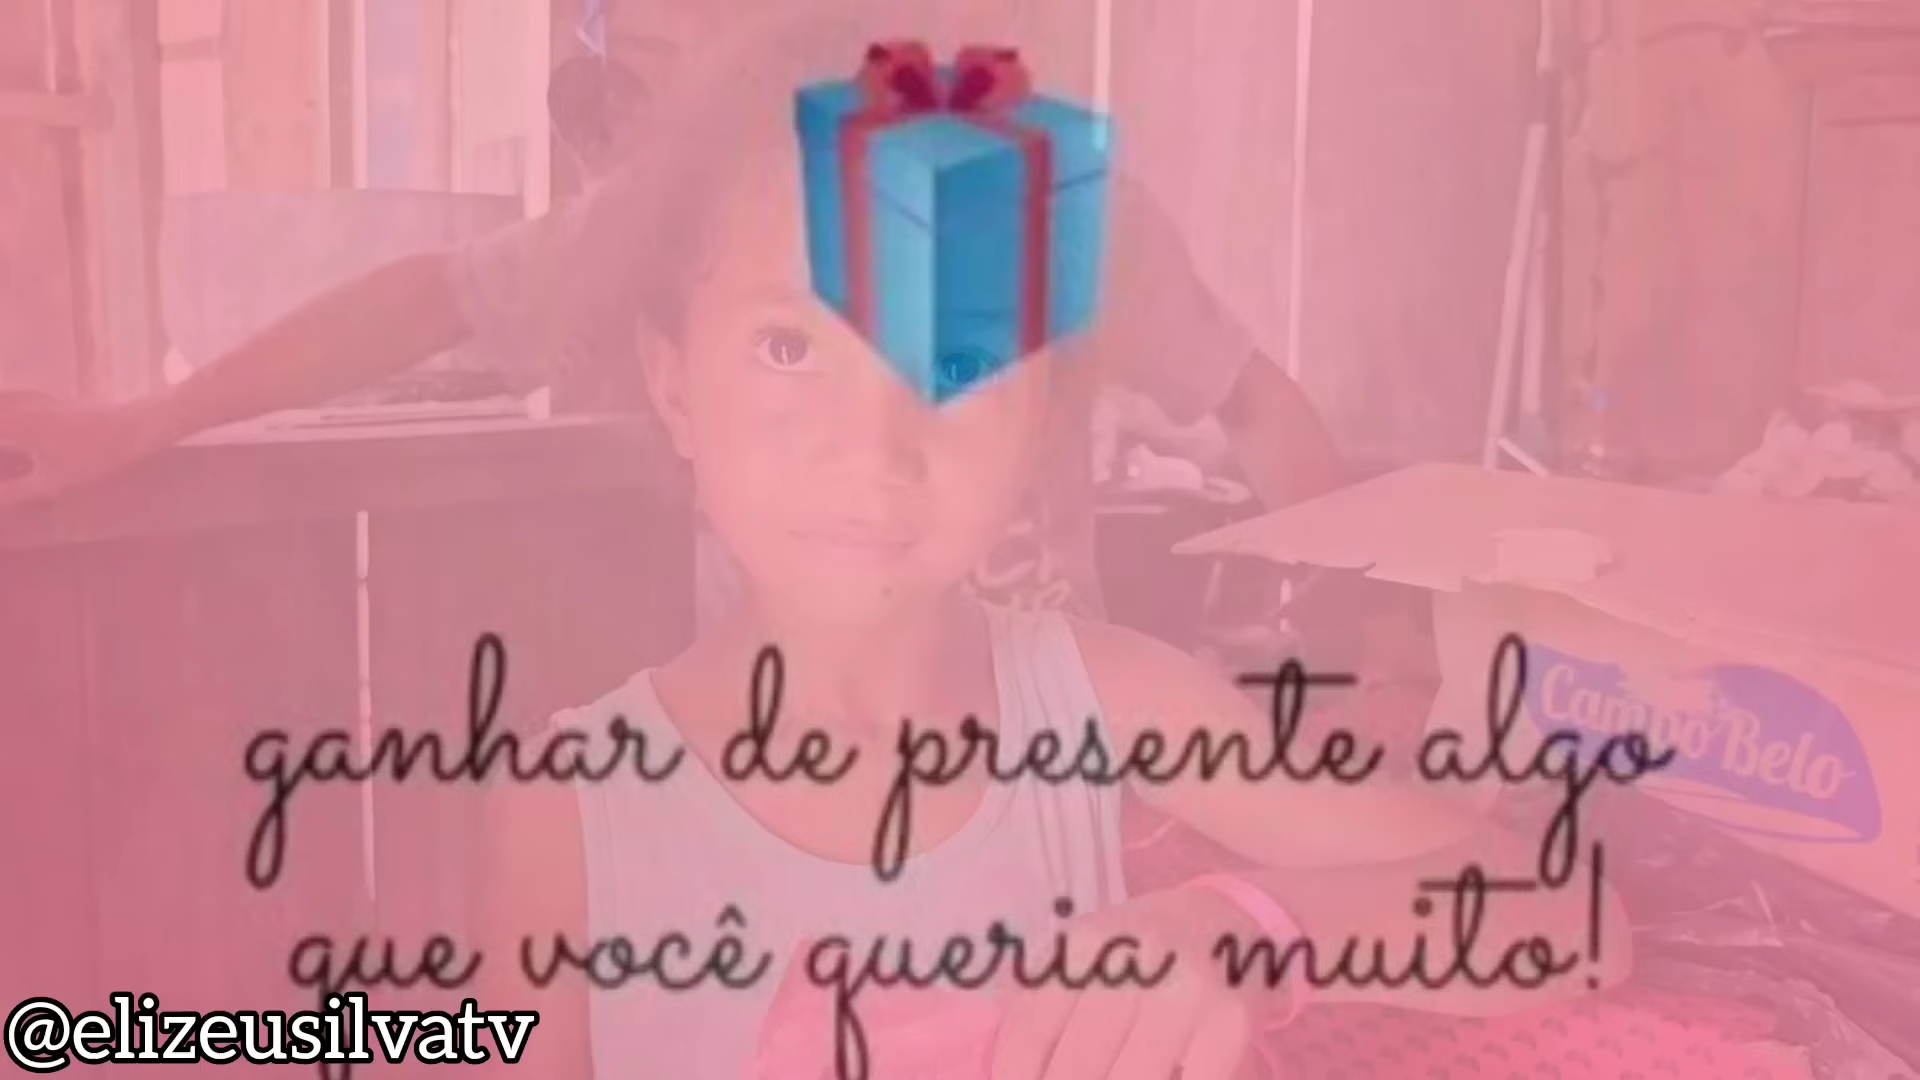 ganhar de presente algo
Campo Belo
que você queria muito!
@elizeusilvatv